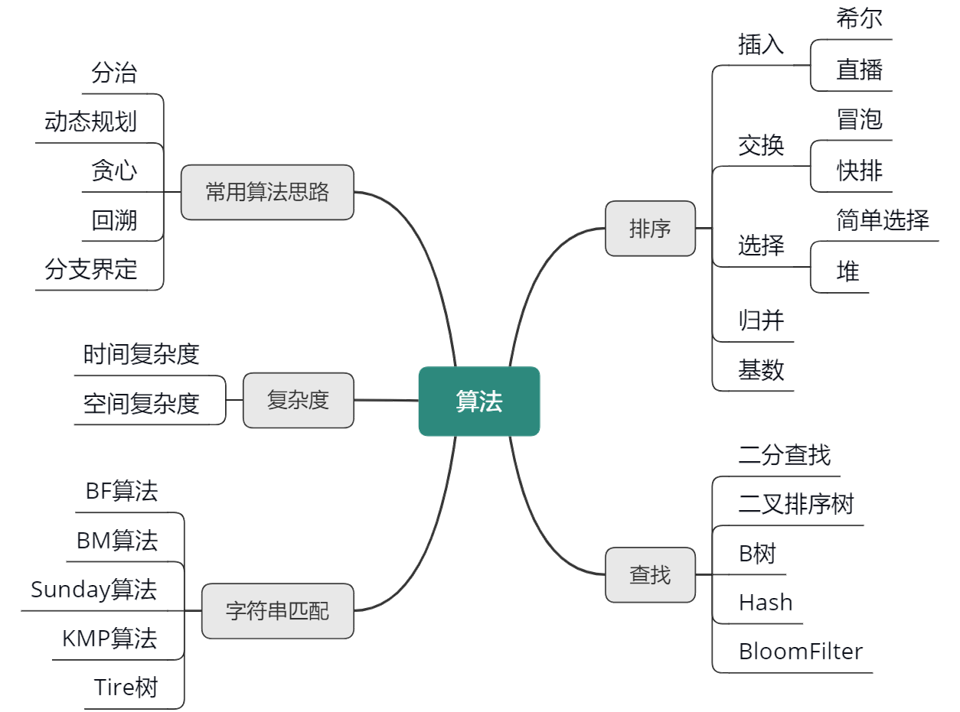 算法
常用算法思路
分治
动态规划
贪心
回溯
分支界定
复杂度
时间复杂度
空间复杂度
字符串匹配
BF算法
BM算法
Sunday算法
KMP算法
Tire树
排序
插入
希尔
直播
交换
冒泡
快排
选择
简单选择
堆
归并
基数
查找
二分查找
二叉排序树
B树
Hash
BloomFilter